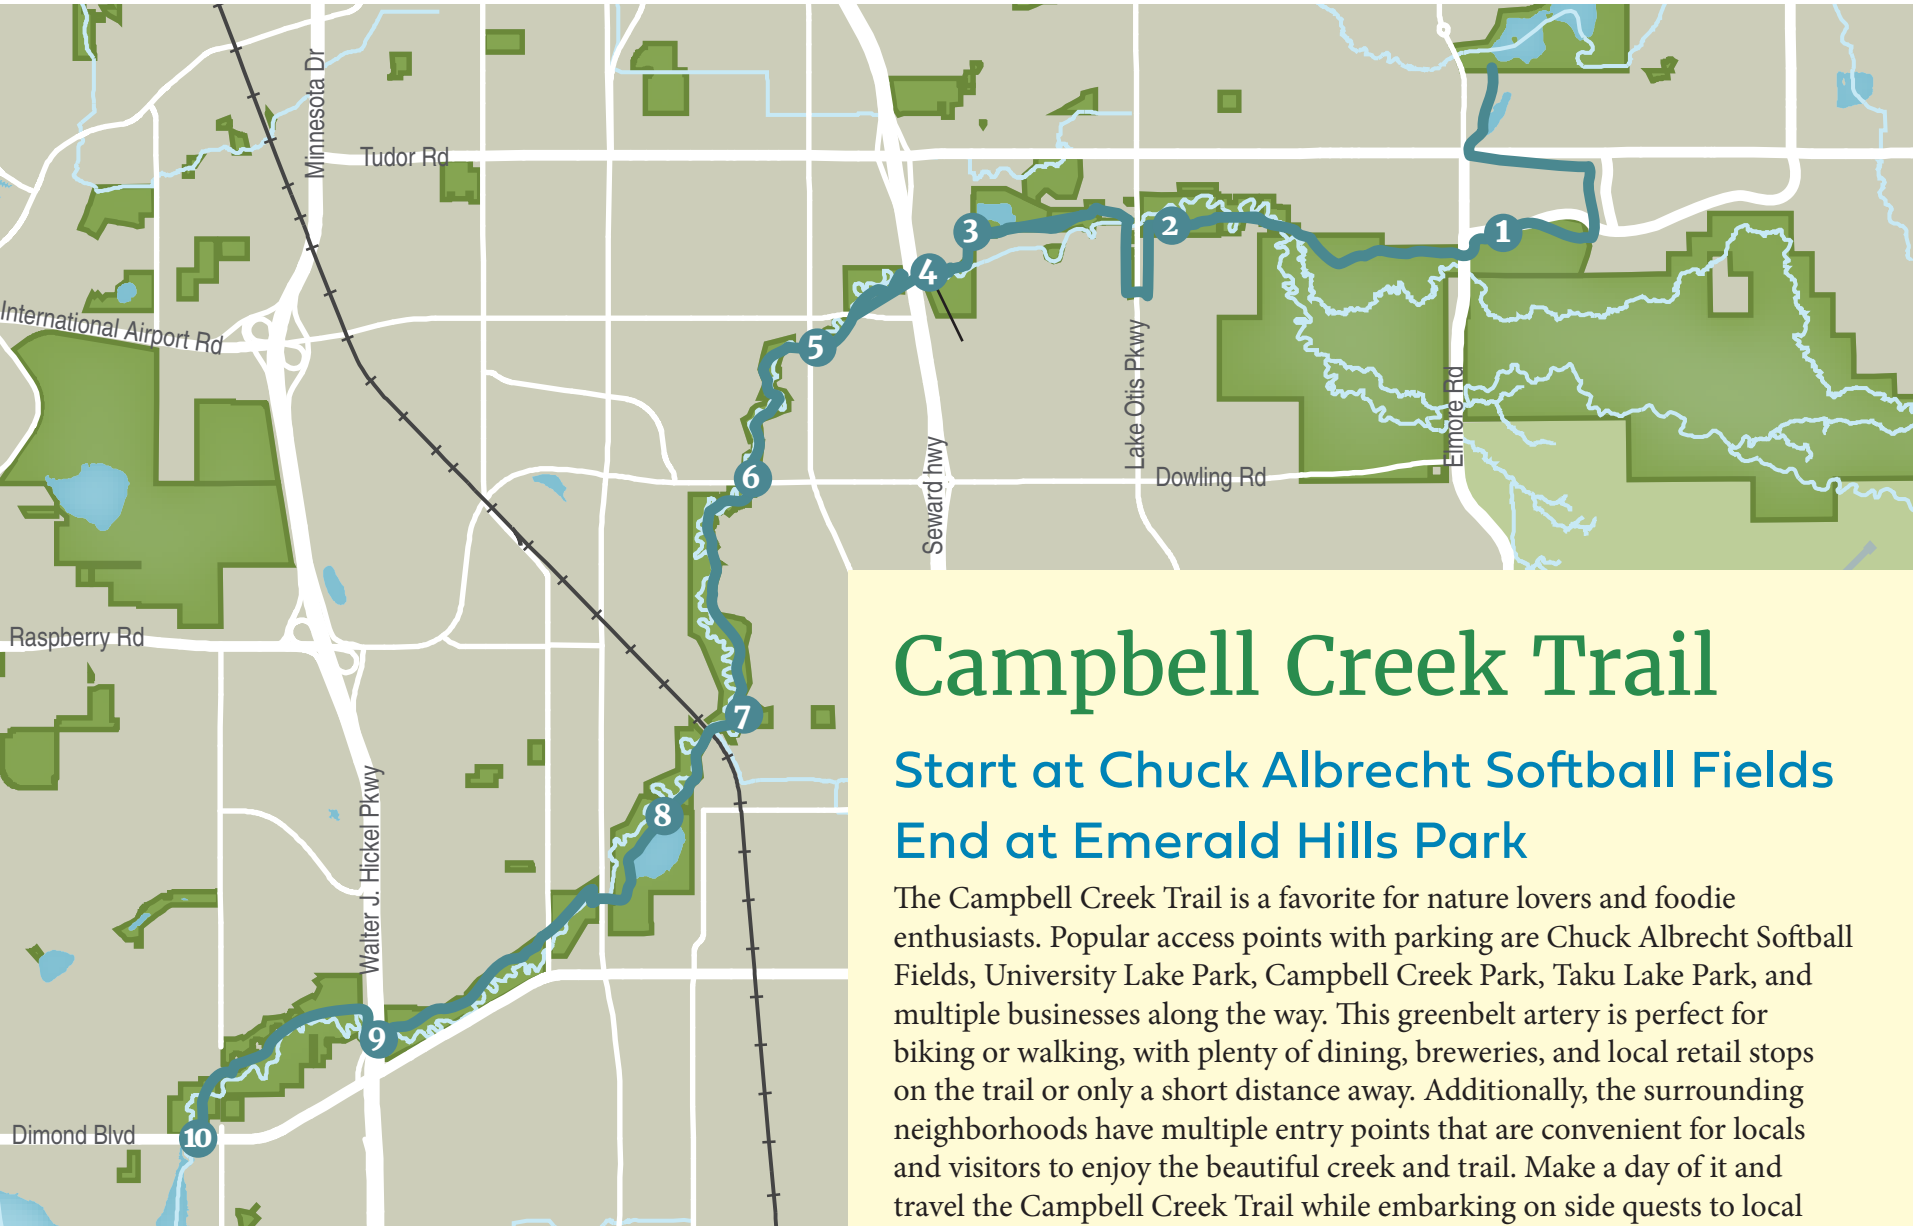 Minnesota Dr
Tudor Rd
1
2
3
4
International Airport Rd
5
Lake Otis Pkwy
Elmore Rd
Seward hwy
6
Dowling Rd
Raspberry Rd
7
Walter J. Hickel Pkwy
8
9
Dimond Blvd
10
Campbell Creek Trail
Start at Chuck Albrecht Softball Fields
End at Emerald Hills Park
The Campbell Creek Trail is a favorite for nature lovers and foodie
enthusiasts. Popular access points with parking are Chuck Albrecht Softball
Fields, University Lake Park, Campbell Creek Park, Taku Lake Park, and
multiple businesses along the way. This greenbelt artery is perfect for
biking or walking, with plenty of dining, breweries, and local retail stops
on the trail or only a short distance away. Additionally, the surrounding
neighborhoods have multiple entry points that are convenient for locals
and visitors to enjoy the beautiful creek and trail. Make a day of it and
travel the Campbell Creek Trail while embarking on side quests to local